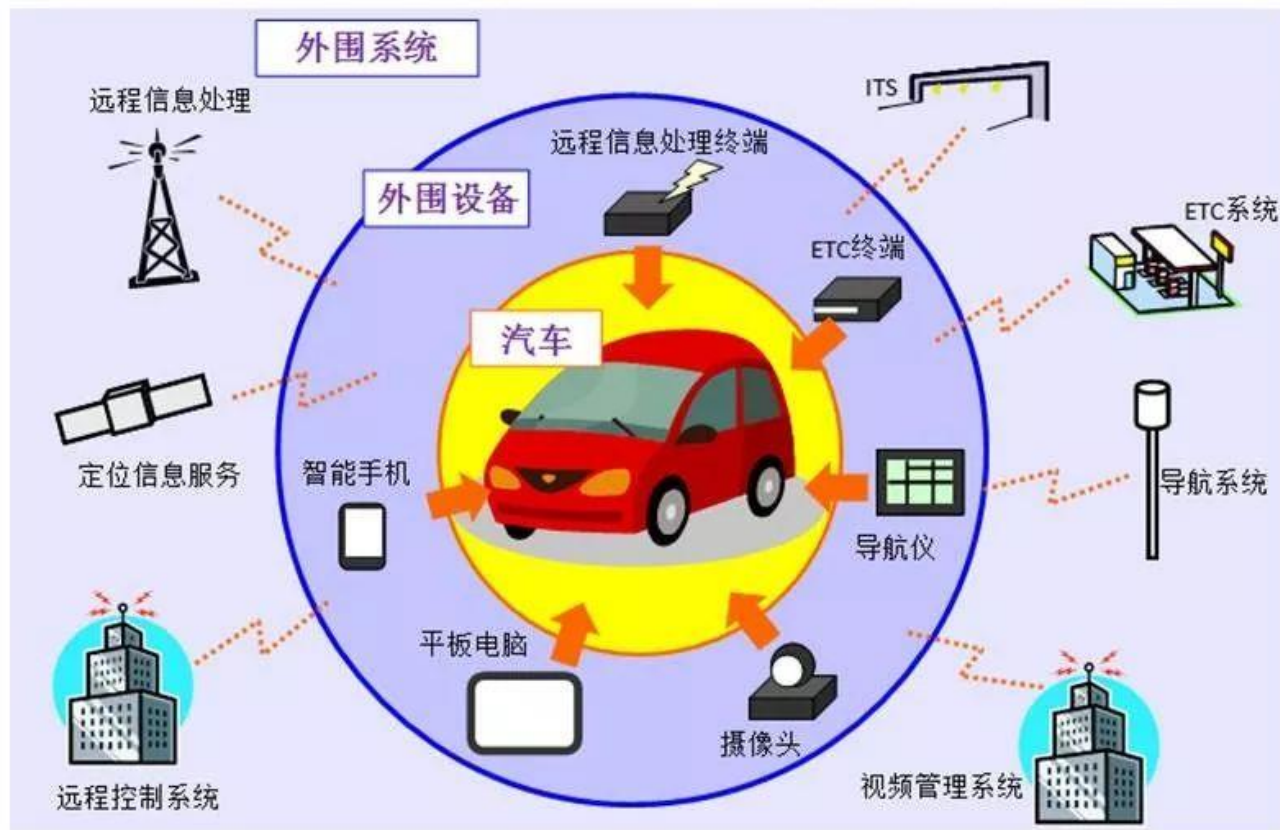 外围系统
远程信息处理
ITS
远程信息处理终端
外围设备
ETC系统
ETC终端
汽车
定位信息服务
智能手机
导航系统
导航仪
平板电脑
摄像头
远程控制系统
视频管理系统